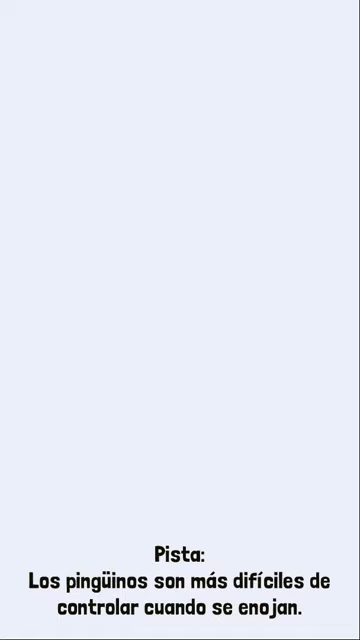 Pista:
Los pingüinos son más difíciles de
controlar cuando se enojan.